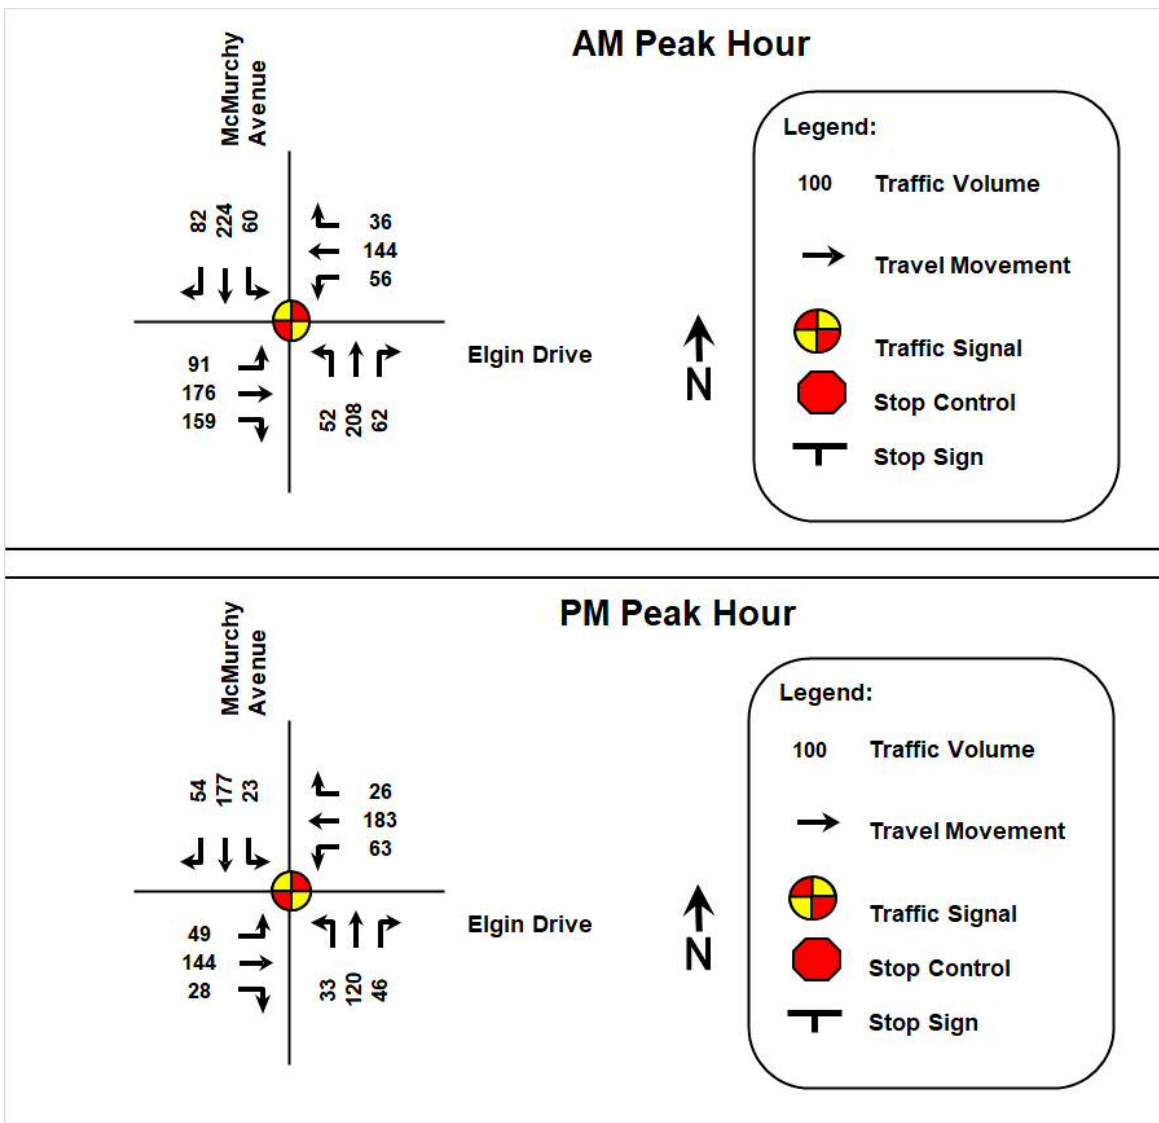 AM Peak Hour
McMurchy
Avenue
82
224
60
36
144
56
91
176
159
52
208
62
Elgin Drive
N
Legend:
100 Traffic Volume
Travel Movement
Traffic Signal
Stop Control
Stop Sign
PM Peak Hour
McMurchy
Avenue
54
177
23
26
183
63
49
144
28
33
120
46
Elgin Drive
N
Legend:
100 Traffic Volume
Travel Movement
Traffic Signal
Stop Control
Stop Sign